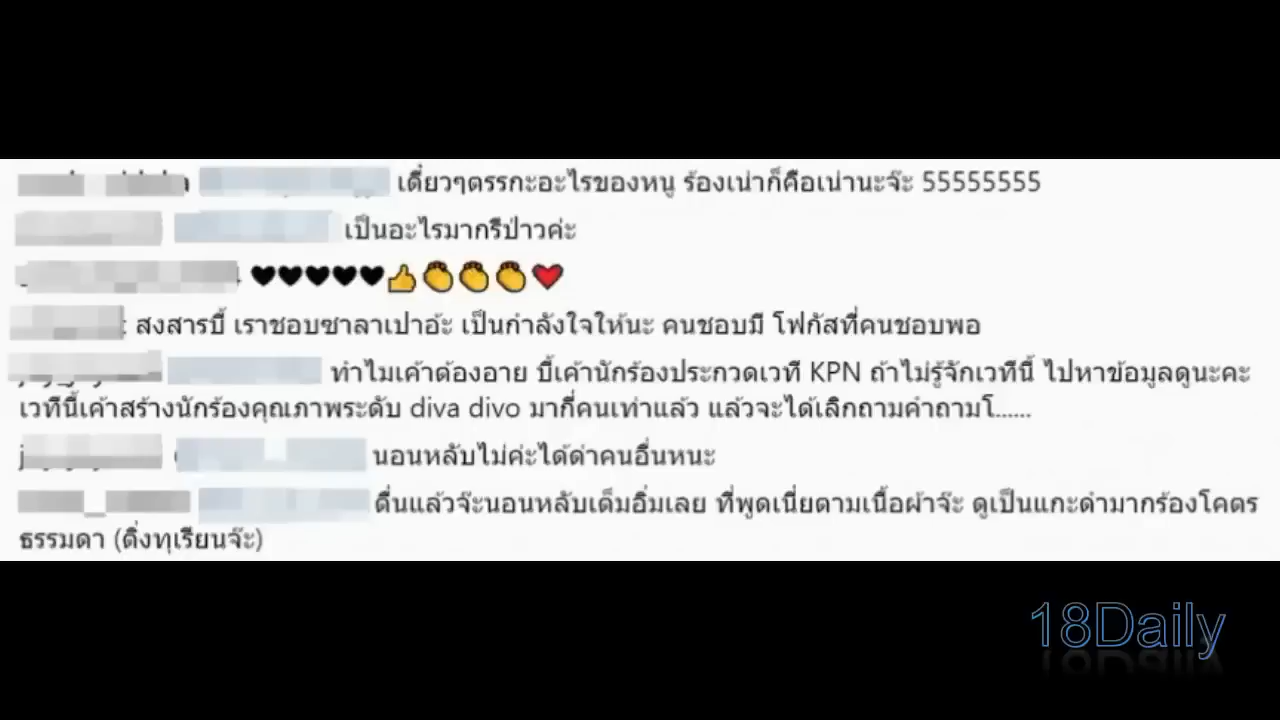 เดี๋ยวๆตรรกะอะไรของหนู ร้องเน่าก็คือเน่านะจ๊ะ 55555555
เป็นอะไรมากรึป่าวค่ะ
🖤🖤🖤🖤🖤👍👏👏👏❤
สงสารบี้ เราชอบซาลาเปาอ้ะ เป็นกำลังใจให้นะ คนชอบมี โฟกัสที่คนชอบพอ
ทำไมเค้าต้องอาย บี้เค้านักร้องประกวดเวที KPN ถ้าไม่รู้จักเวทีนี้ ไปหาข้อมูลดูนะคะ
เวทีนี้เค้าสร้างนักร้องคุณภาพระดับ diva divo มากี่คนเท่าแล้ว แล้วจะได้เลิกถามคำถามโ......
นอนหลับไม่ค่ะได้ด่าคนอื่นหนะ
ตื่นแล้วจ๊ะนอนหลับเต็มอิ่มเลย ที่พูดเนี่ยตามเนื้อผ้าจ๊ะ ดูเป็นแกะดำมากร้องโคตร
ธรรมดา (ติ่งทุเรียนจ๊ะ)
18Daily